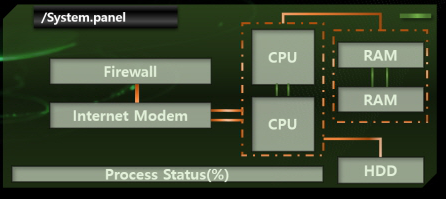 /System.panel
CPU
RAM
Firewall
RAM
Internet Modem
CPU
Process Status(%)
HDD